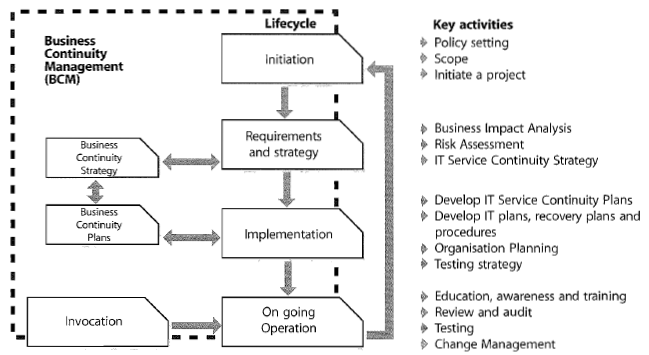 Lifecycle
Key activities
Business
Continuity
Management
(BCM)
Initiation
Policy setting
Scope
Initiate a project
Requirements
and strategy
Business Impact Analysis
Risk Assessment
IT Service Continuity Strategy
Business
Continuity
Strategy
Business
Continuity
Plans
Implementation
Develop IT Service Continuity Plans
Develop IT plans, recovery plans and
procedures
Organisation Planning
Testing strategy
Invocation
On going
Operation
Education, awareness and training
Review and audit
Testing
Change Management